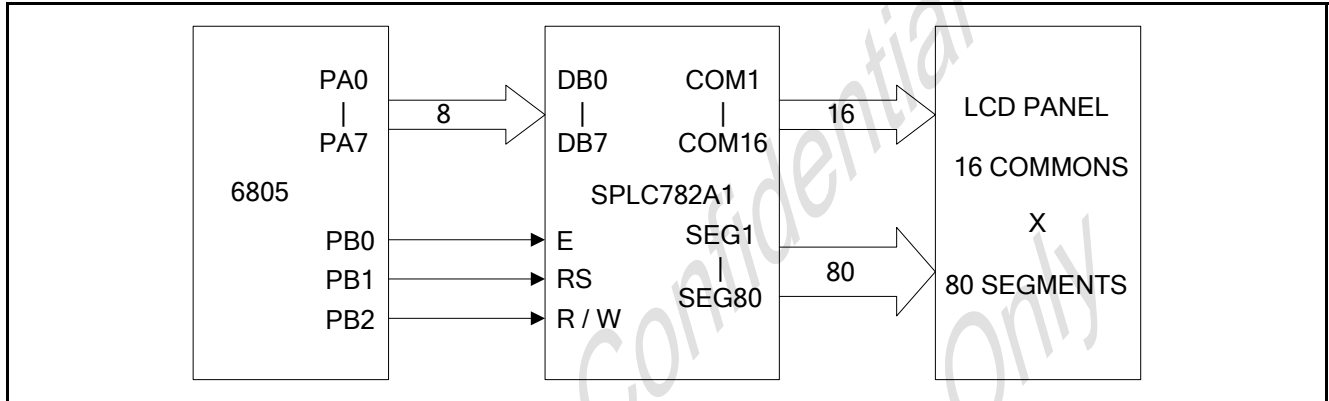 PA0
|
PA7
8
6805
PB0
PB1
PB2
DB0
|
DB7
COM1
|
COM16
SPLC782A1
E
RS
R / W
SEG1
|
SEG80
16
80
LCD PANEL
16 COMMONS
X
80 SEGMENTS
Confidential
Only